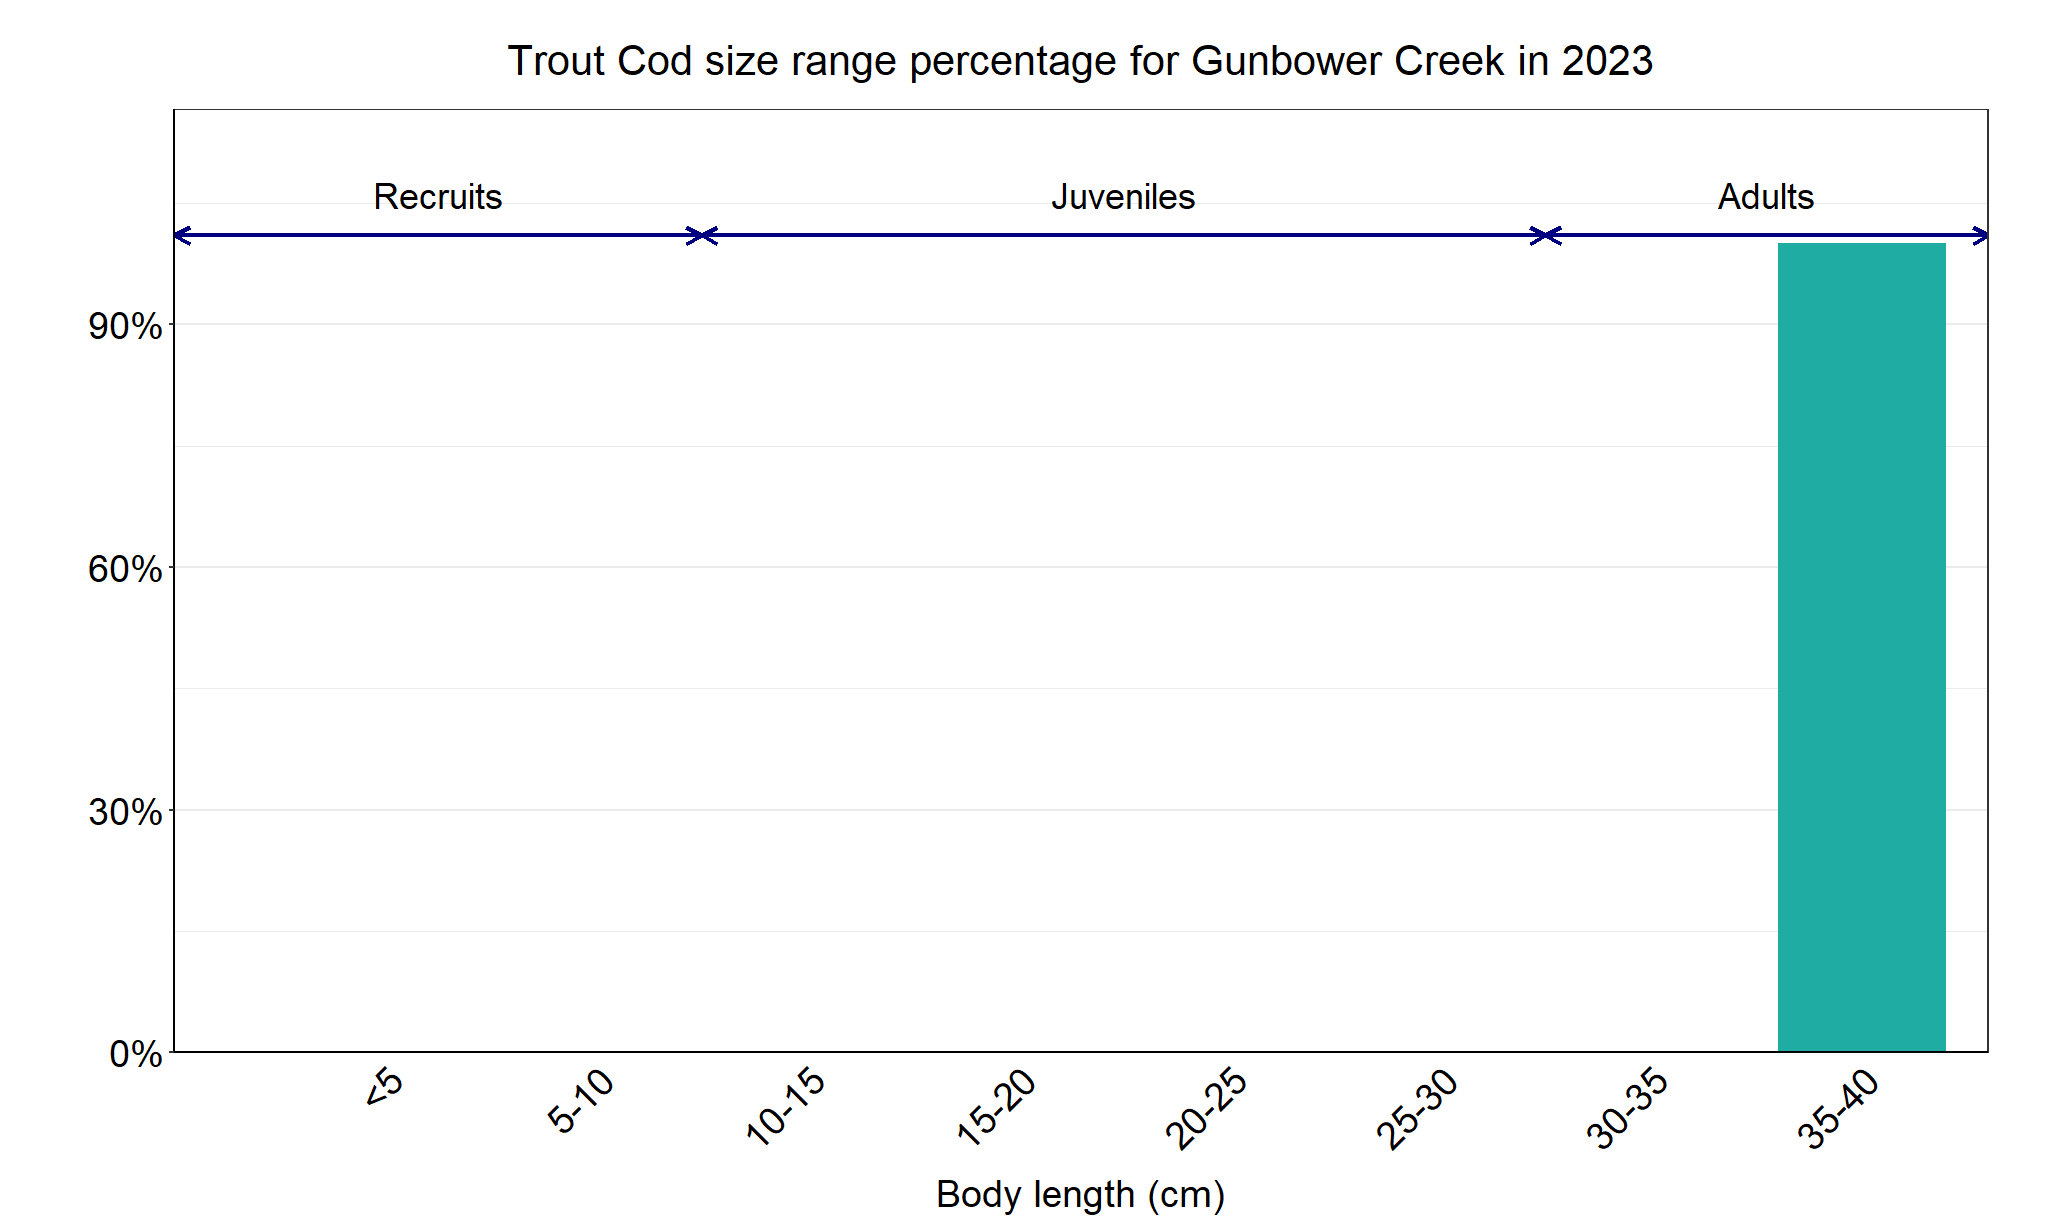 Trout Cod size range percentage for Gunbower Creek in 2023
Recruits Juveniles Adults
90%
60%
30%
0%
<5 5-10 10-15 15-20 20-25 25-30 30-35 35-40
Body length (cm)